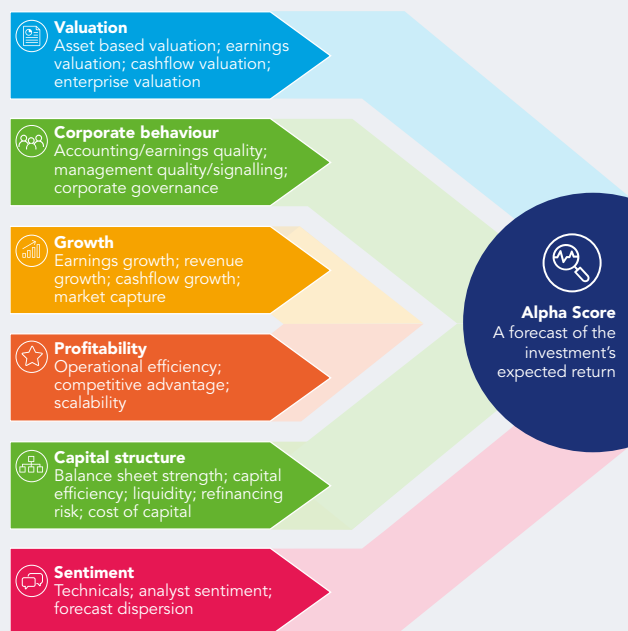 Valuation
Asset based valuation; earnings
valuation; cashflow valuation;
enterprise valuation
Corporate behaviour
Accounting/earnings quality;
management quality/signalling;
corporate governance
Growth
Earnings growth; revenue
growth; cashflow growth;
market capture
Profitability
Operational efficiency;
competitive advantage;
scalability
Capital structure
Balance sheet strength; capital
efficiency; liquidity; refinancing
risk; cost of capital
Sentiment
Technicals; analyst sentiment;
forecast dispersion
Alpha Score
A forecast of the
investment's
expected return